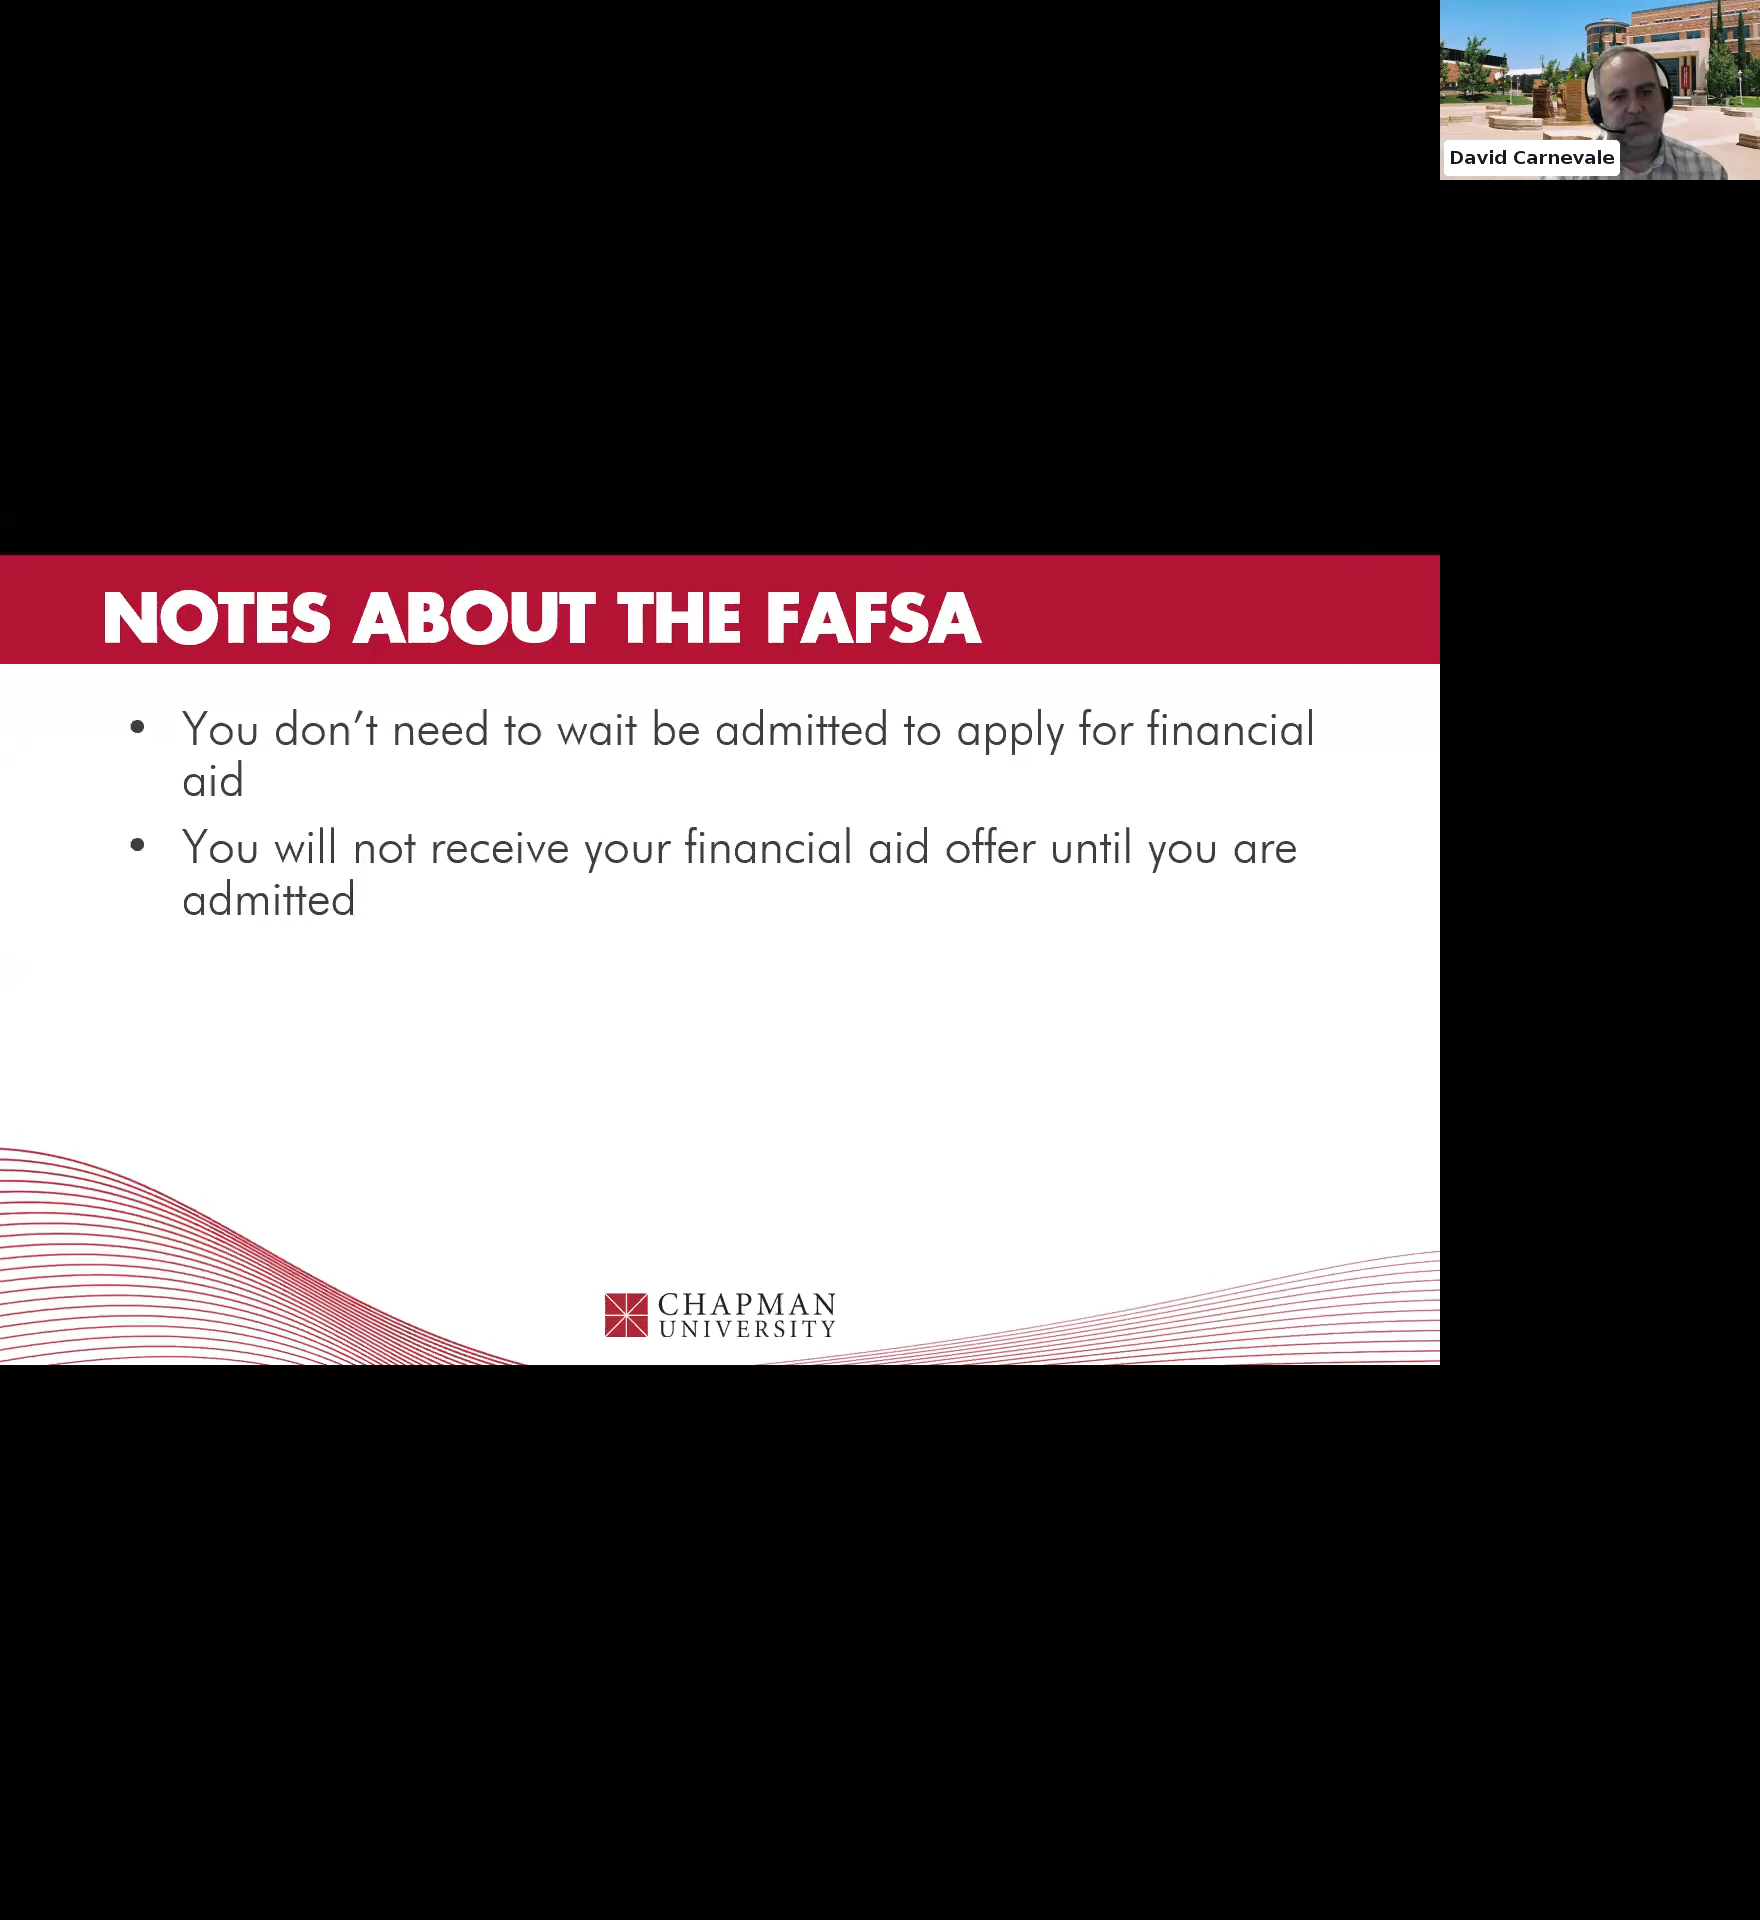 David Carnevale
NOTES ABOUT THE FAFSA
• You don’t need to wait be admitted to apply for financial
aid
• You will not receive your financial aid offer until you are
admitted
CHAPMAN
UNIVERSITY